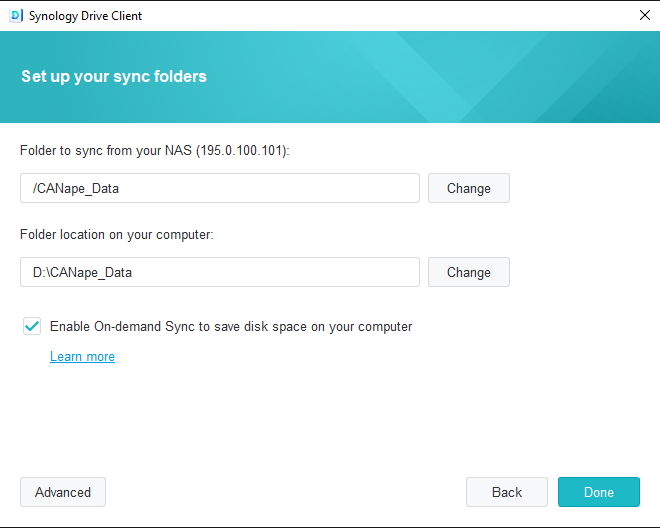 Synology Drive Client
Set up your sync folders
Folder to sync from your NAS (195.0.100.101):
/CANape_Data
Change
Folder location on your computer:
D:\CANape_Data
Change
Enable On-demand Sync to save disk space on your computer
Learn more
Advanced
Back
Done